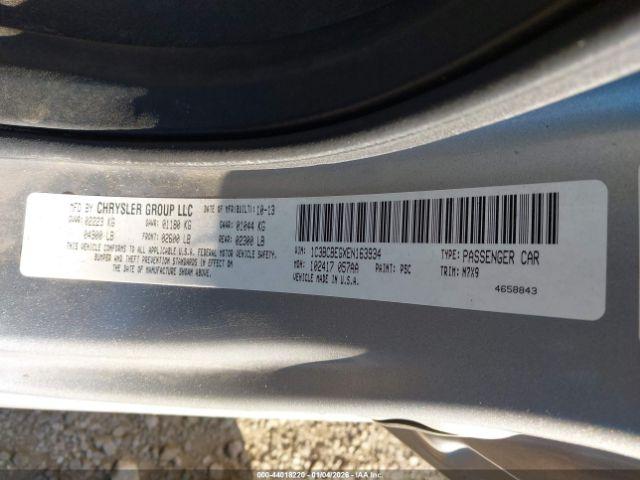 MFD BY CHRYSLER GROUP LLC DATE OF MFR(BUILT): 10-13
GVWR: 02223 KG GAWR: 01180 KG GAWR: 01044 KG
04900 LB FRONT: 02600 LB REAR: 02300 LB
THIS VEHICLE CONFORMS TO ALL APPLICABLE U.S.A. FEDERAL MOTOR VEHICLE SAFETY,
BUMPER AND THEFT PREVENTION STANDARDS IN EFFECT ON
THE DATE OF MANUFACTURE SHOWN ABOVE.
VIN: 1C3BCBEGXEN163934 TYPE: PASSENGER CAR
MDH: 102417 057AA PAINT: PSC TRIM: M7X9
VEHICLE MADE IN U.S.A.
4658843
000-44018220 - 01/04/2026 - IAA